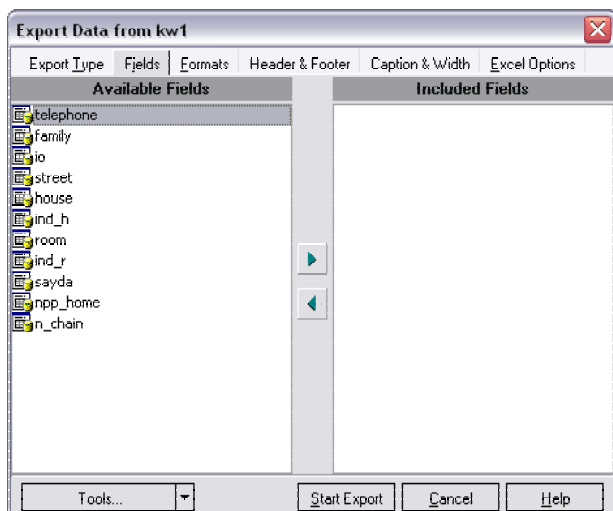 Export Data from kw1
Export Type Fields Formats Header & Footer Caption & Width Excel Options
Available Fields Included Fields
telephone
family
io
street
house
ind_h
room
ind_r
sayda
npp_home
n_chain
Tools... Start Export Cancel Help